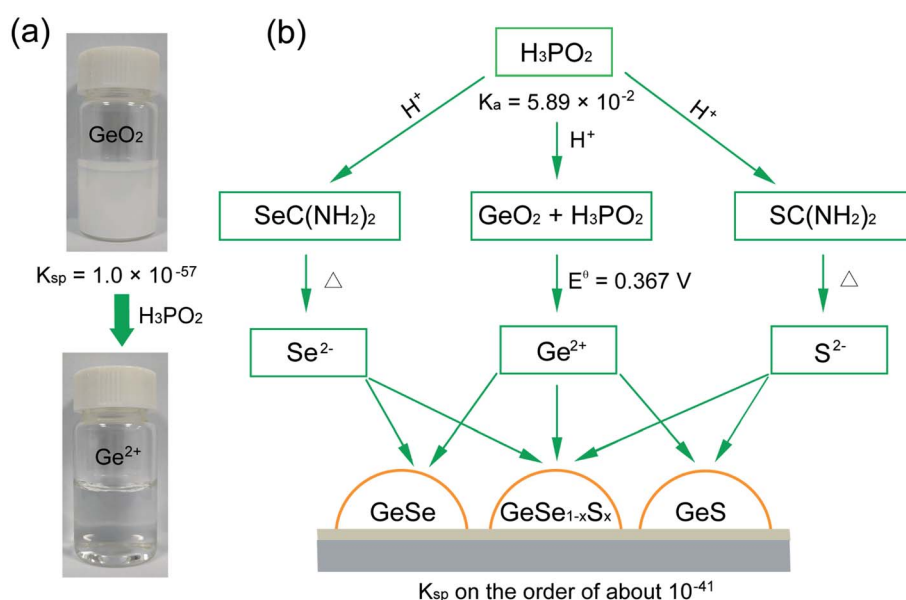 (a)
GeO₂
Ksp = 1.0 × 10⁻⁵⁷
H₃PO₂
Ge²⁺
(b)
H₃PO₂
Ka = 5.89 × 10⁻²
H⁺
H⁺
H⁺
SeC(NH₂)₂
GeO₂ + H₃PO₂
SC(NH₂)₂
△
Eᶿ = 0.367 V
△
Se²⁻
Ge²⁺
S²⁻
GeSe
GeSe₁₋ₓSₓ
GeS
Ksp on the order of about 10⁻⁴¹